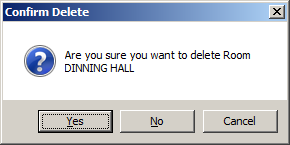 Confirm Delete
Are you sure you want to delete Room
DINNING HALL
Yes
No
Cancel